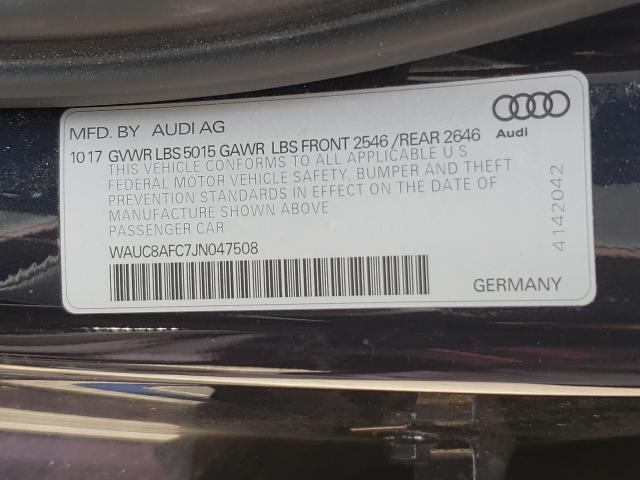 MFD. BY AUDI AG
Audi
1017 GVWR LBS 5015 GAWR LBS FRONT 2546 /REAR 2646
THIS VEHICLE CONFORMS TO ALL APPLICABLE U S
FEDERAL MOTOR VEHICLE SAFETY, BUMPER AND THEFT
PREVENTION STANDARDS IN EFFECT ON THE DATE OF
MANUFACTURE SHOWN ABOVE
PASSENGER CAR
WAUC8AFC7JN047508
GERMANY
4142042